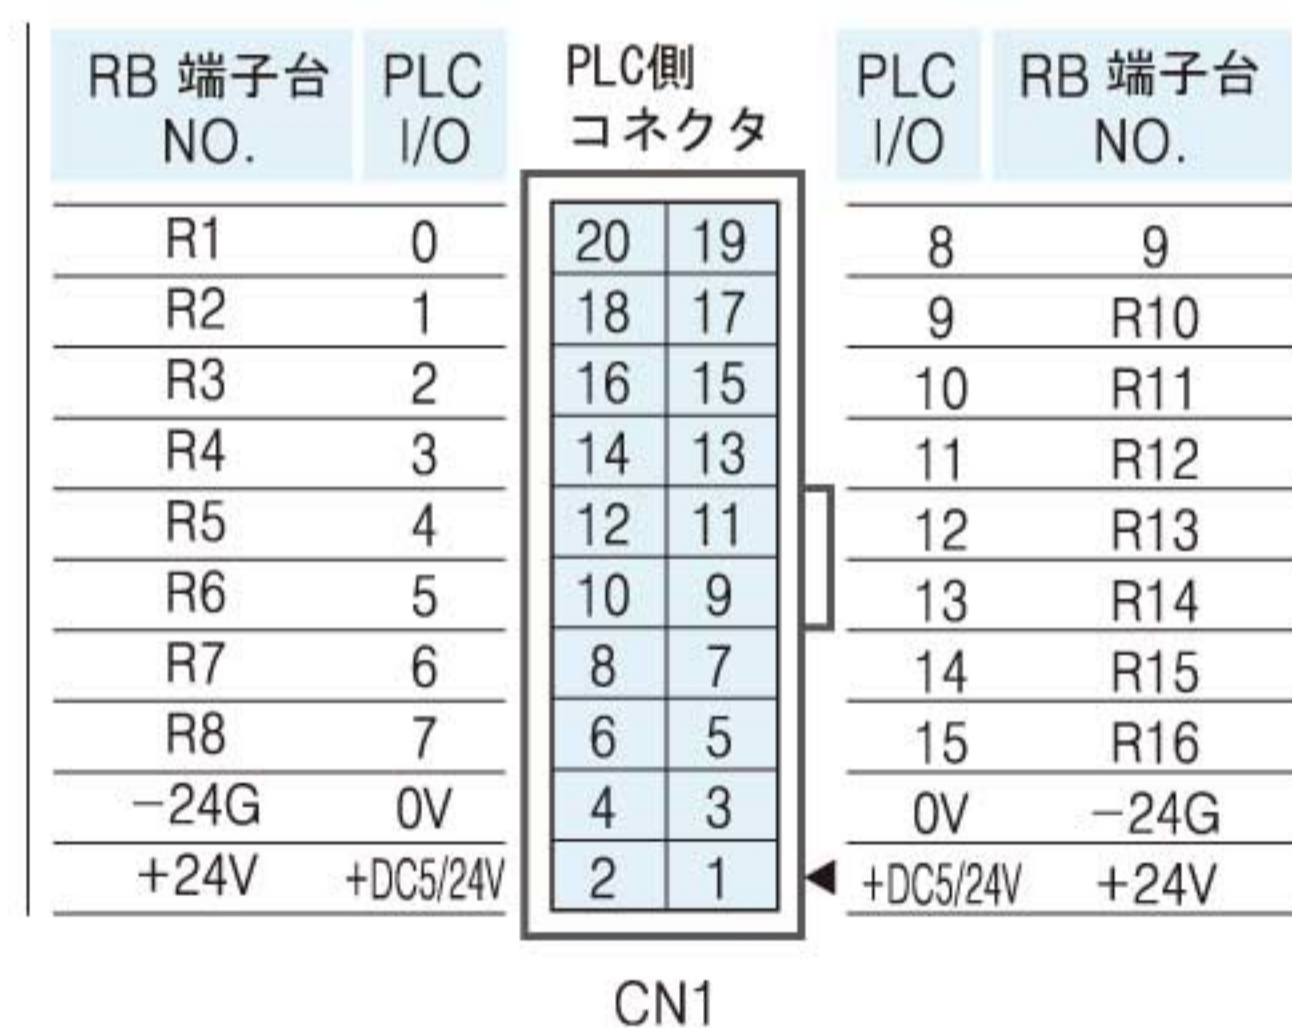 RB 端子台 NO. PLC I/O PLC側 コネクタ PLC I/O RB 端子台 NO.
R1 0 20 19 8 9
R2 1 18 17 9 R10
R3 2 16 15 10 R11
R4 3 14 13 11 R12
R5 4 12 11 12 R13
R6 5 10 9 13 R14
R7 6 8 7 14 R15
R8 7 6 5 15 R16
−24G 0V 4 3 0V −24G
+24V +DC5/24V 2 1 +DC5/24V +24V
CN1